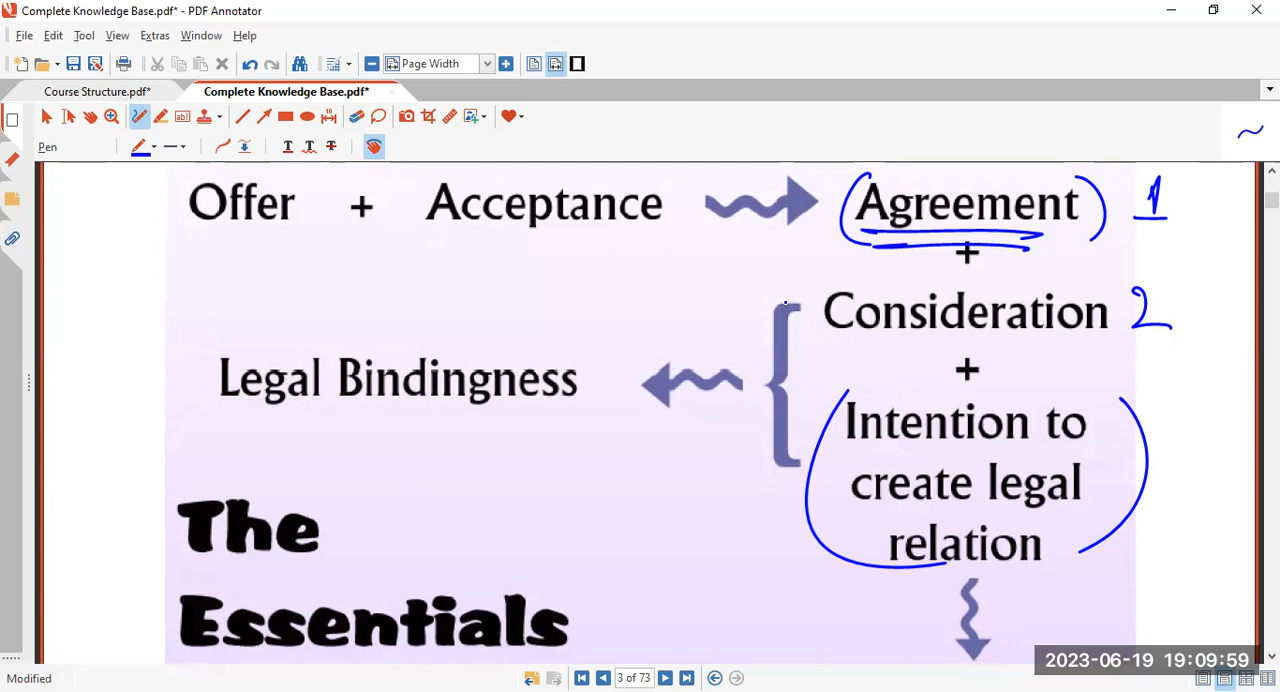 Complete Knowledge Base.pdf* - PDF Annotator
File Edit Tool View Extras Window Help
Page Width
Course Structure.pdf* Complete Knowledge Base.pdf*
Pen
Offer + Acceptance Agreement 1
+
Consideration 2
+
Legal Bindingness
Intention to
create legal
relation
The
Essentials
2023-06-19 19:09:59
Modified 3 of 73